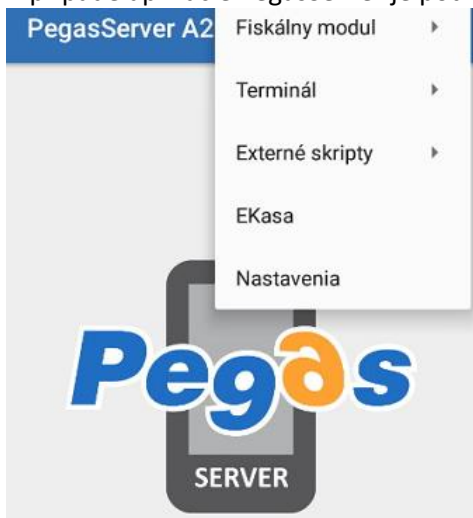 PegasServer A2
Fiskálny modul
Terminál
Externé skripty
EKasa
Nastavenia
Pegas
SERVER